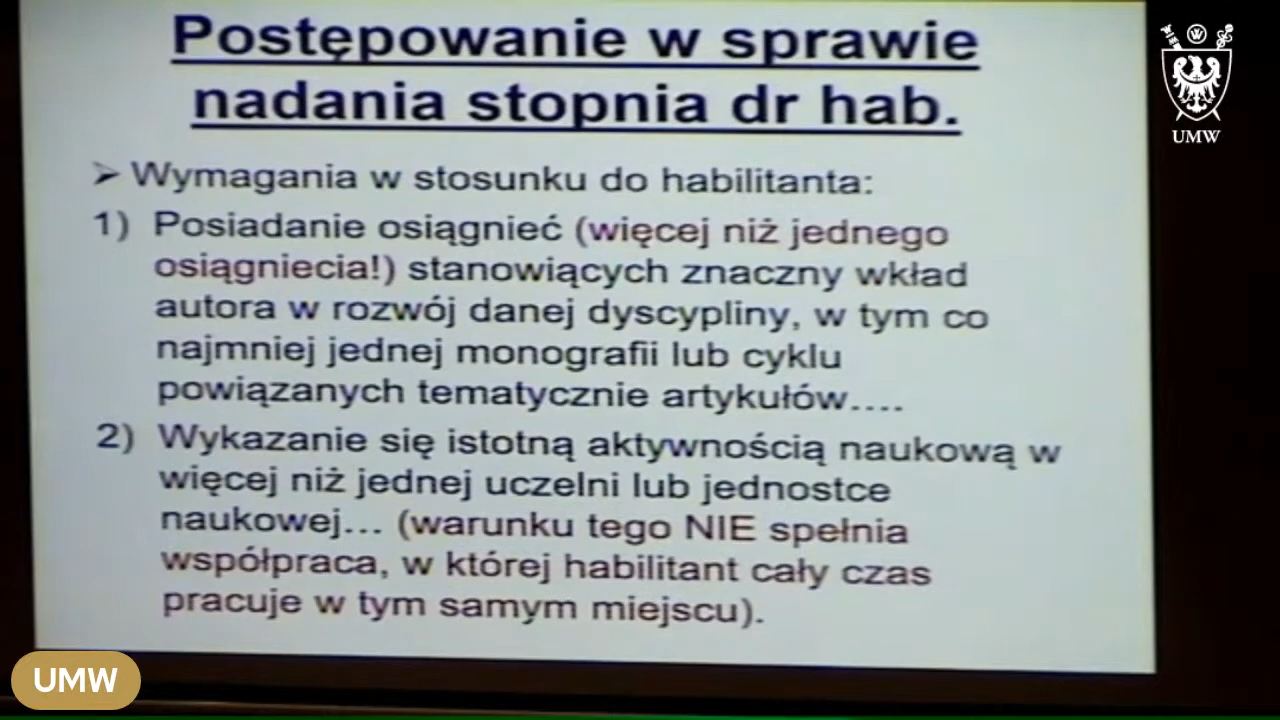 Postępowanie w sprawie
nadania stopnia dr hab.
UMW
➢ Wymagania w stosunku do habilitanta:
1) Posiadanie osiągnieć (więcej niż jednego
osiągniecia!) stanowiących znaczny wkład
autora w rozwój danej dyscypliny, w tym co
najmniej jednej monografii lub cyklu
powiązanych tematycznie artykułów….
2) Wykazanie się istotną aktywnością naukową w
więcej niż jednej uczelni lub jednostce
naukowej… (warunku tego NIE spełnia
współpraca, w której habilitant cały czas
pracuje w tym samym miejscu).
UMW